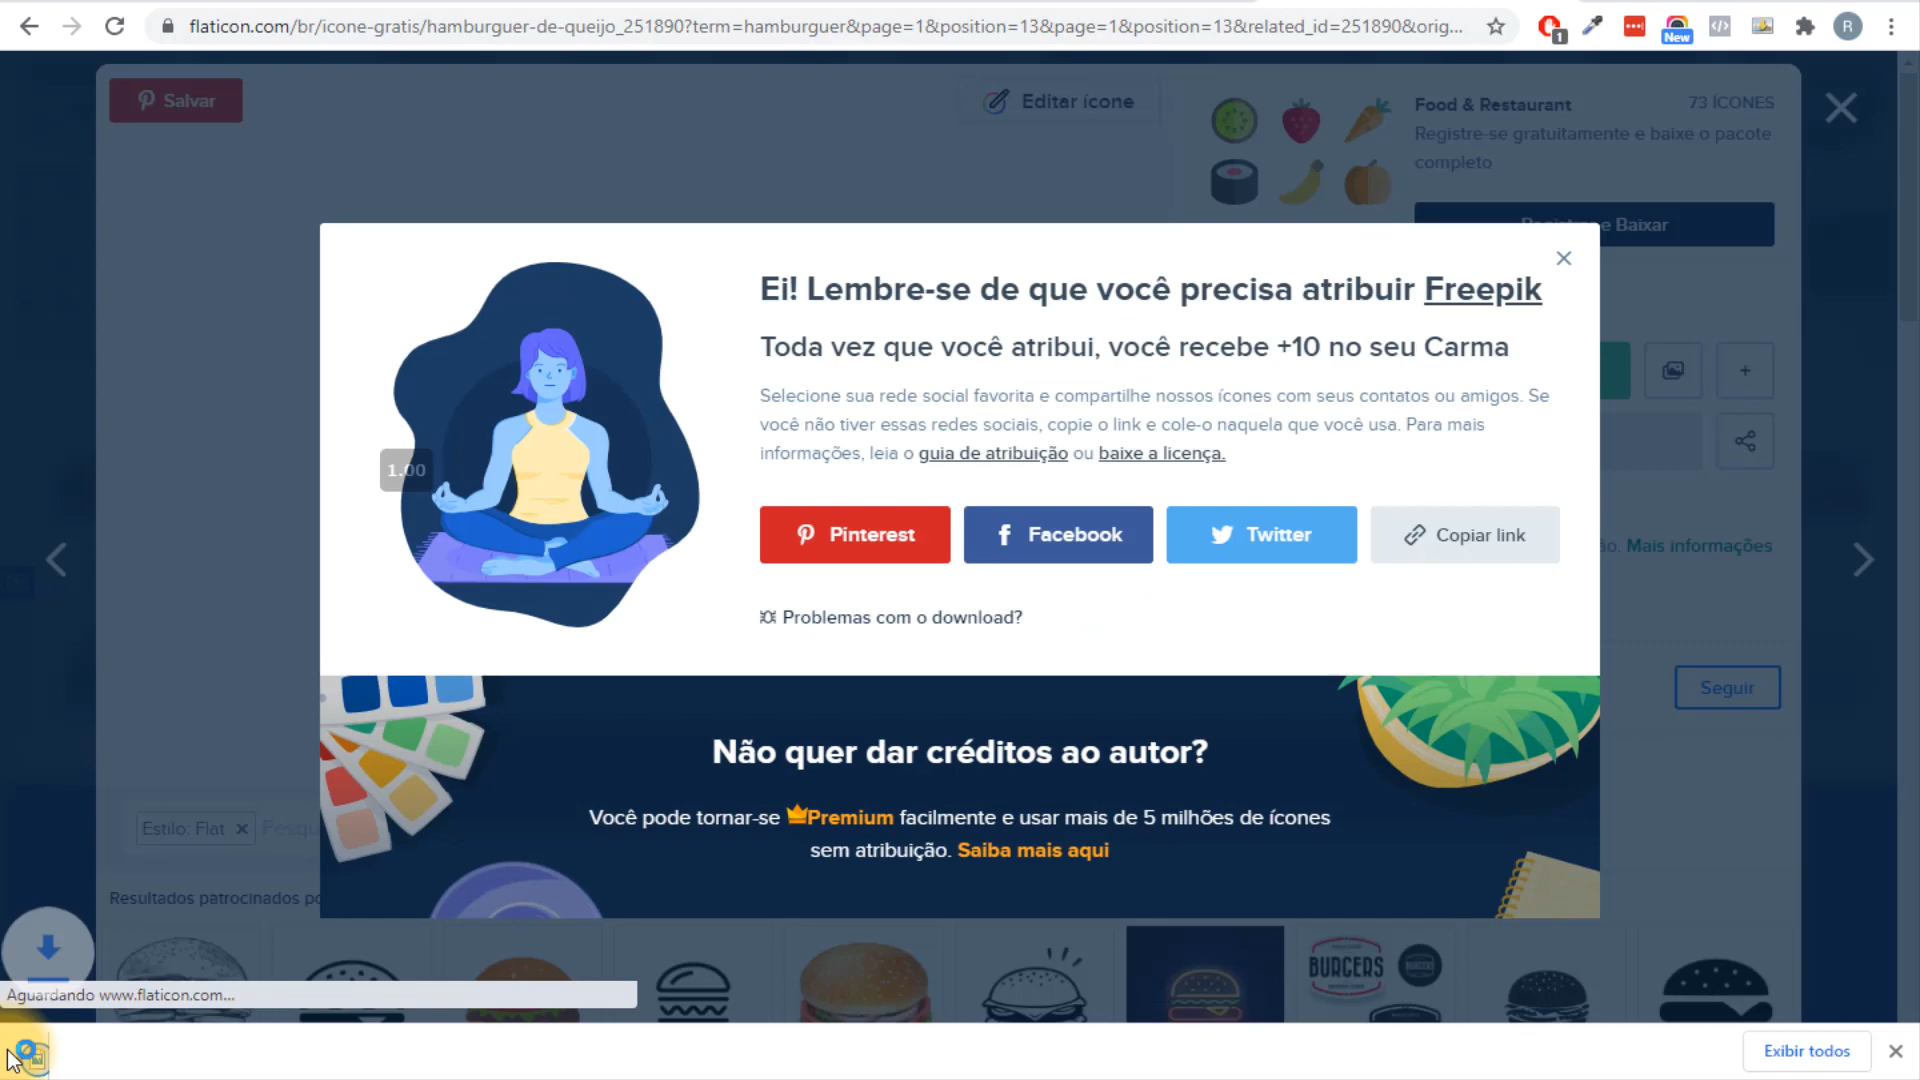 flaticon.com/br/icone-gratis/hamburguer-de-queijo_251890?term=hamburguer&page=1&position=13&page=1&position=13&related_id=251890&orig...
1
New
R
Salvar
Editar ícone
Food & Restaurant
73 ÍCONES
Registre-se gratuitamente e baixe o pacote
completo
e Baixar
Ei! Lembre-se de que você precisa atribuir Freepik
Toda vez que você atribui, você recebe +10 no seu Carma
Selecione sua rede social favorita e compartilhe nossos ícones com seus contatos ou amigos. Se
você não tiver essas redes sociais, copie o link e cole-o naquela que você usa. Para mais
informações, leia o guia de atribuição ou baixe a licença.
1.00
Pinterest
Facebook
Twitter
Copiar link
Mais informações
Problemas com o download?
Seguir
Não quer dar créditos ao autor?
Você pode tornar-se Premium facilmente e usar mais de 5 milhões de ícones
sem atribuição. Saiba mais aqui
Estilo: Flat
Resultados patrocinados
BURGERS
Aguardando www.flaticon.com...
Exibir todos